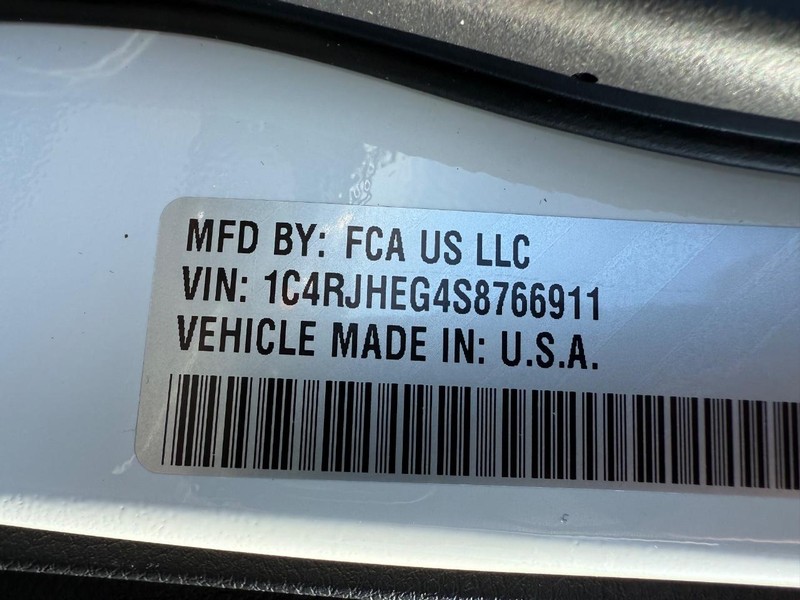 MFD BY: FCA US LLC
VIN: 1C4RJHEG4S8766911
VEHICLE MADE IN: U.S.A.